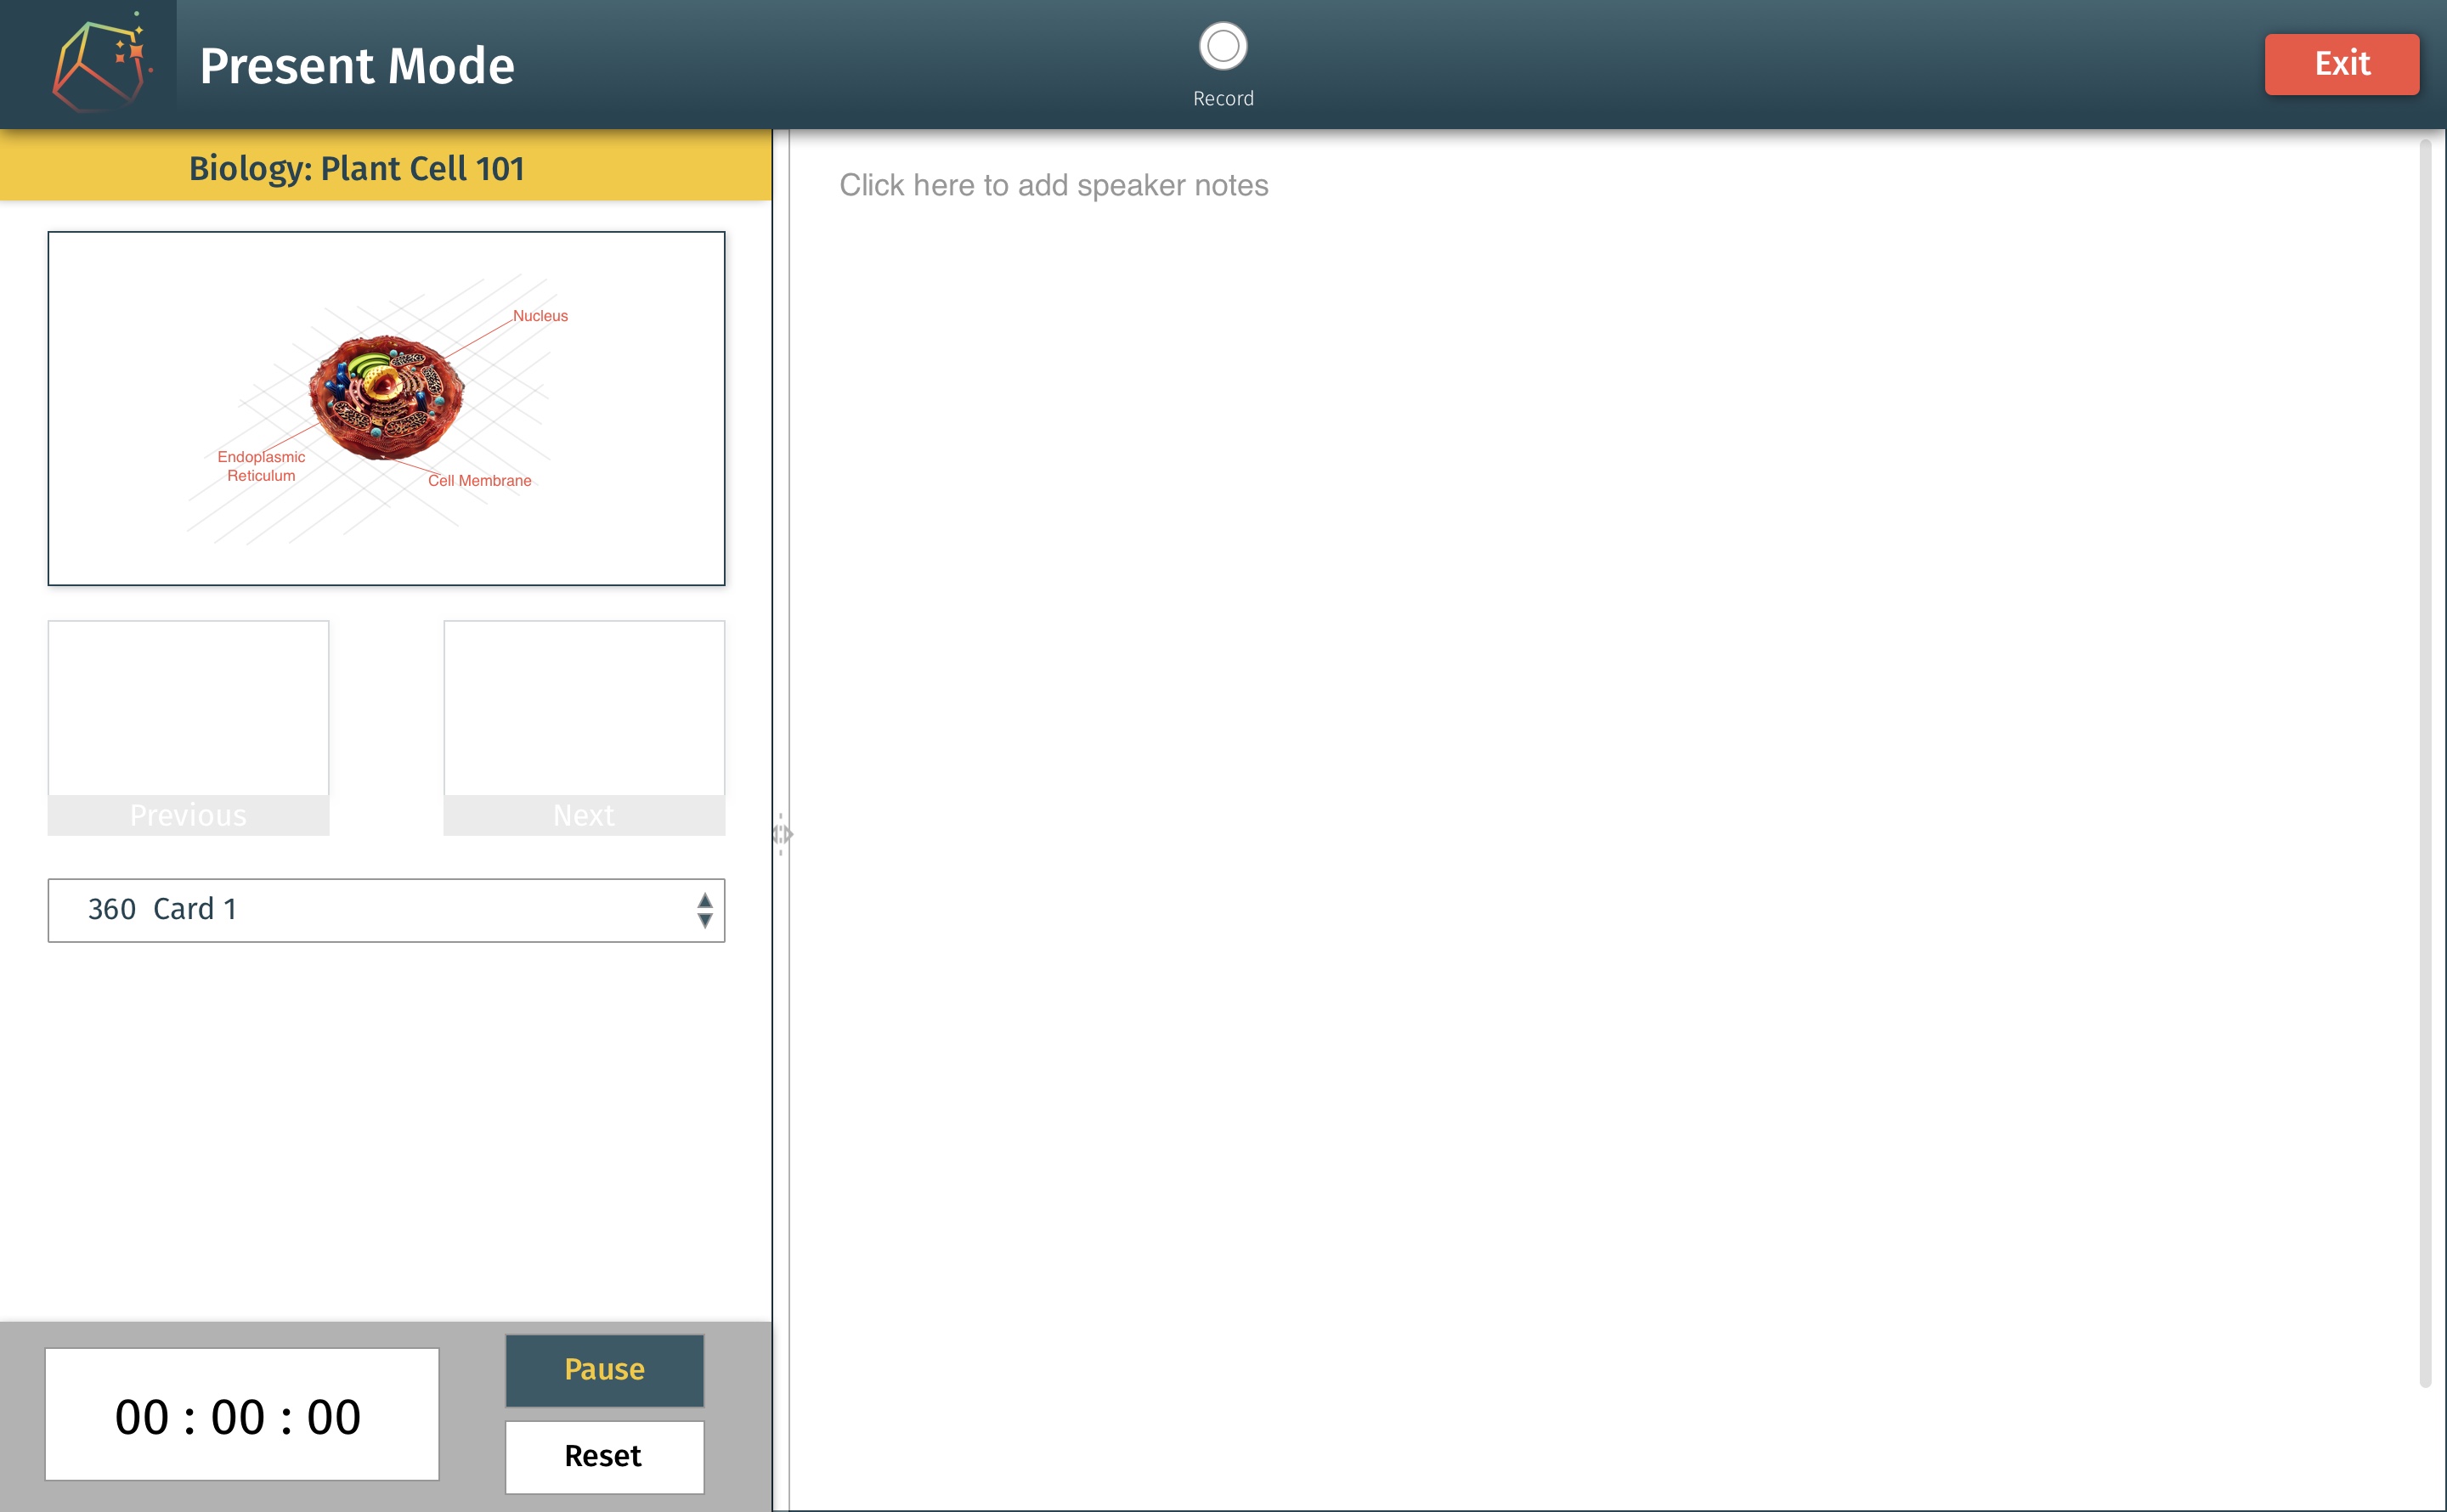 Present Mode
Record
Exit
Biology: Plant Cell 101
Click here to add speaker notes
Nucleus
Endoplasmic
Reticulum
Cell Membrane
Previous
Next
360 Card 1
00 : 00 : 00
Pause
Reset